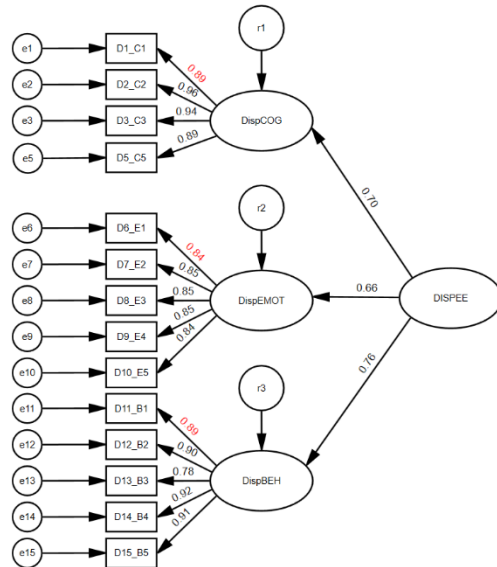 r1
e1
D1_C1
0.89
e2
D2_C2
0.96
e3
D3_C3
0.94
DispCOG
e5
D5_C5
0.89
0.70
r2
e6
D6_E1
0.84
e7
D7_E2
0.85
e8
D8_E3
0.85
DispEMOT
0.66
DISPEE
e9
D9_E4
0.85
e10
D10_E5
0.84
0.76
r3
e11
D11_B1
0.89
e12
D12_B2
0.90
e13
D13_B3
0.78
DispBEH
e14
D14_B4
0.92
e15
D15_B5
0.91